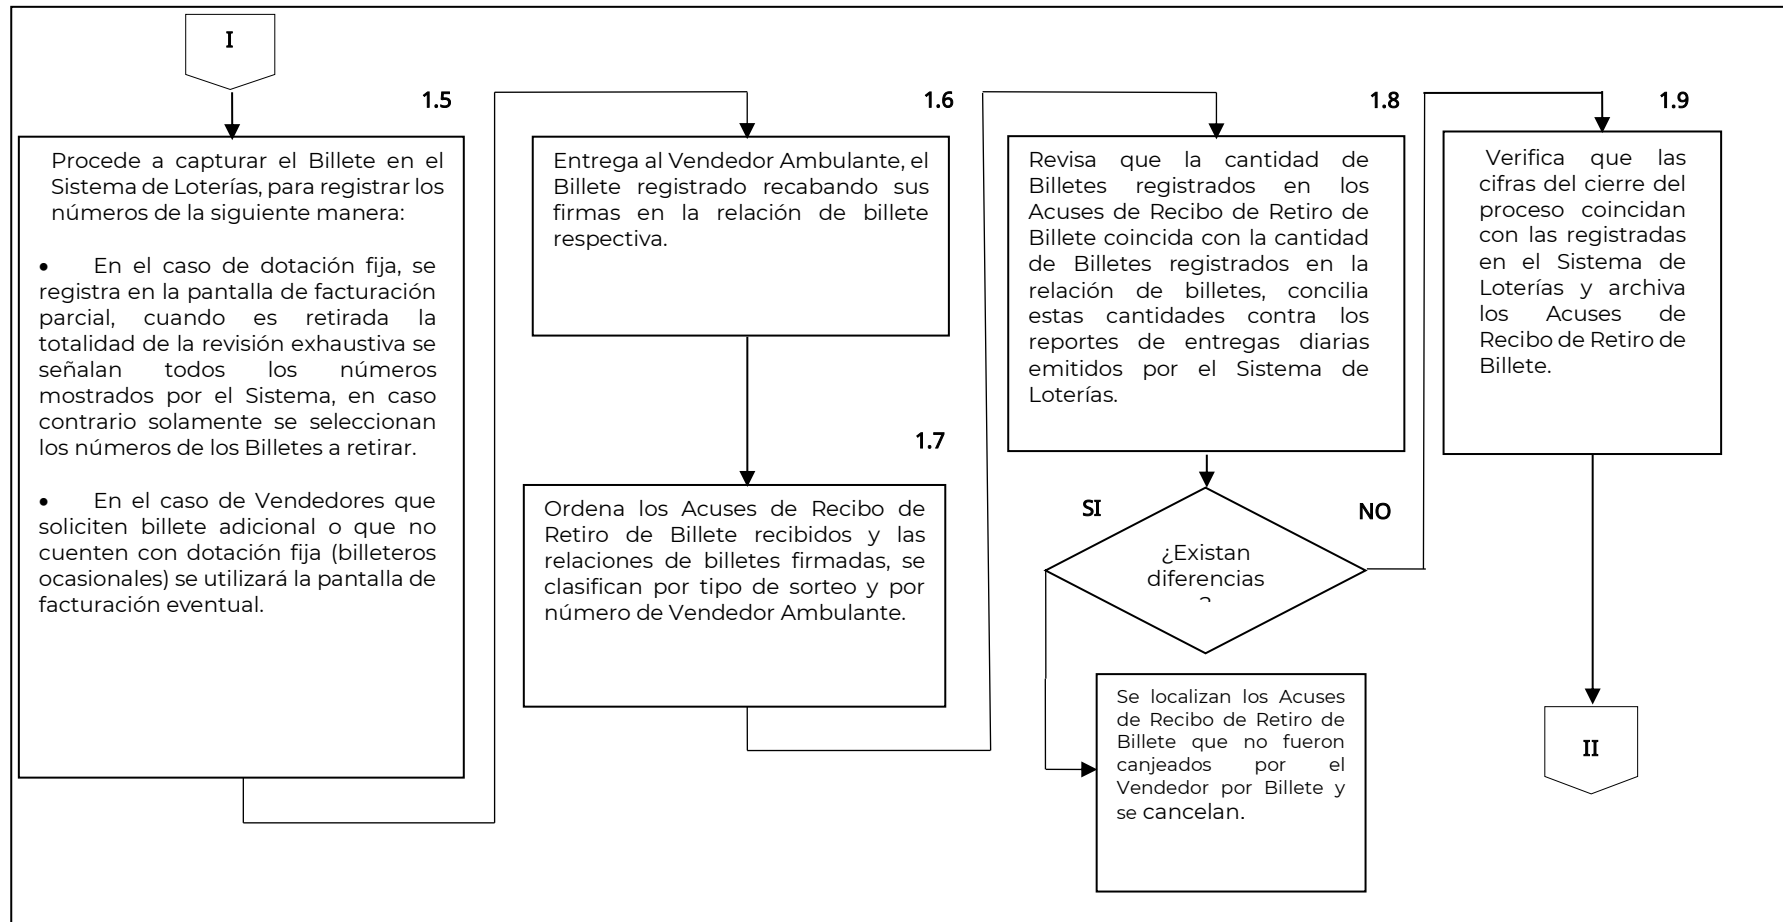 I
1.5
Procede a capturar el Billete en el
Sistema de Loterías, para registrar los
números de la siguiente manera:
• En el caso de dotación fija, se
registra en la pantalla de facturación
parcial, cuando es retirada la
totalidad de la revisión exhaustiva se
señalan todos los números
mostrados por el Sistema, en caso
contrario solamente se seleccionan
los números de los Billetes a retirar.
• En el caso de Vendedores que
soliciten billete adicional o que no
cuenten con dotación fija (billeteros
ocasionales) se utilizará la pantalla de
facturación eventual.
1.6
Entrega al Vendedor Ambulante, el
Billete registrado recabando sus
firmas en la relación de billete
respectiva.
1.7
Ordena los Acuses de Recibo de
Retiro de Billete recibidos y las
relaciones de billetes firmadas, se
clasifican por tipo de sorteo y por
número de Vendedor Ambulante.
1.8
Revisa que la cantidad de
Billetes registrados en los
Acuses de Recibo de Retiro de
Billete coincida con la cantidad
de Billetes registrados en la
relación de billetes, concilia
estas cantidades contra los
reportes de entregas diarias
emitidos por el Sistema de
Loterías.
SI
NO
¿Existan
diferencias
?
Se localizan los Acuses
de Recibo de Retiro de
Billete que no fueron
canjeados por el
Vendedor por Billete y
se cancelan.
1.9
Verifica que las
cifras del cierre del
proceso coincidan
con las registradas
en el Sistema de
Loterías y archiva
los Acuses de
Recibo de Retiro de
Billete.
II